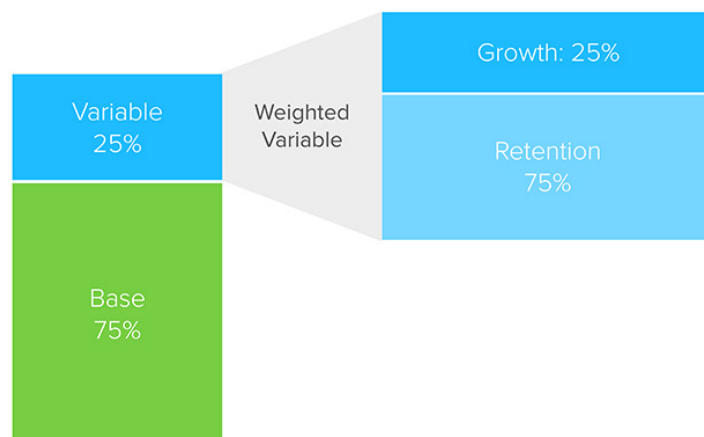 Variable
25%
Base
75%
Weighted
Variable
Growth: 25%
Retention
75%